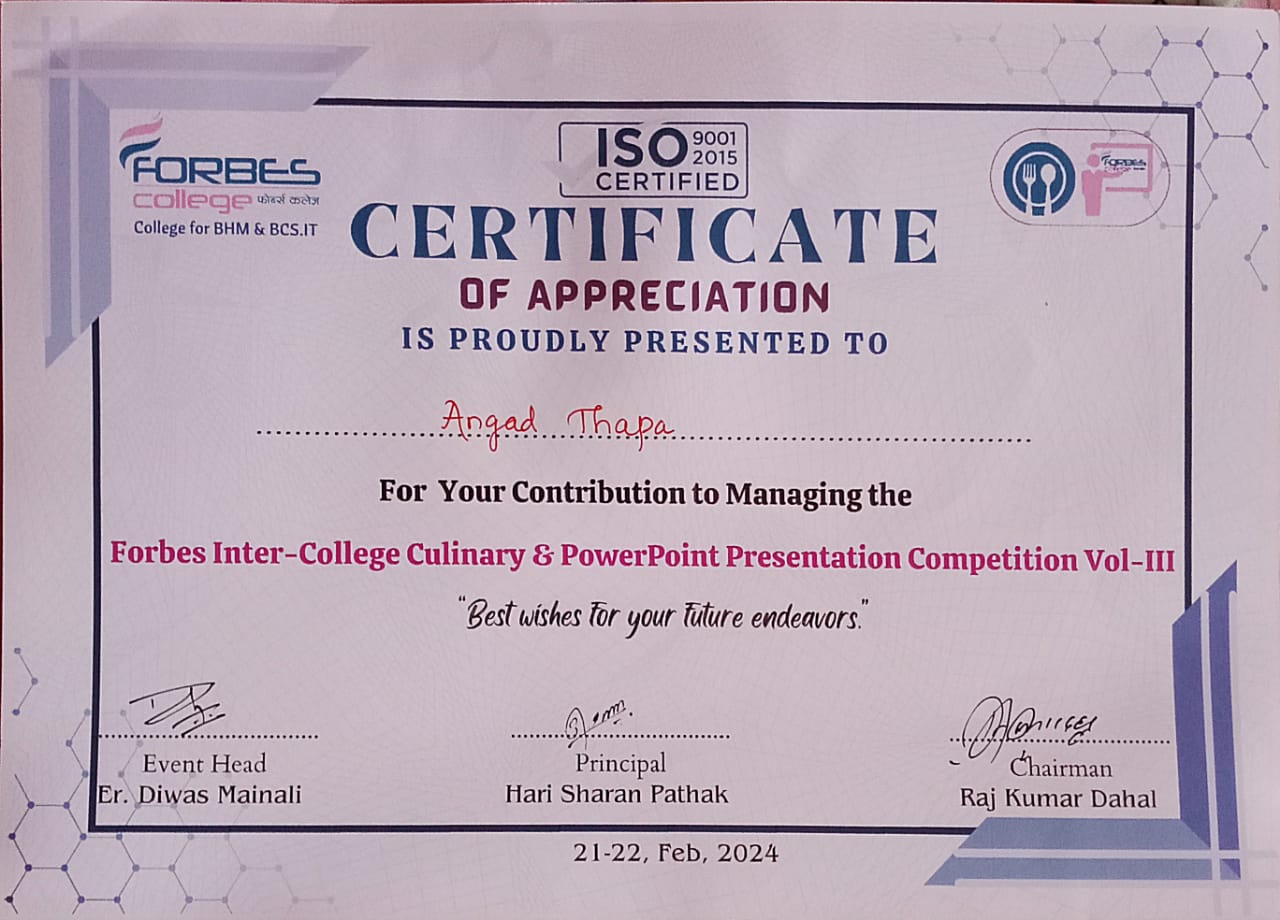 FORBES
college फोर्बर्स कलेज
College for BHM & BCS.IT
ISO 9001
2015
CERTIFIED
FORBES
college
CERTIFICATE
OF APPRECIATION
IS PROUDLY PRESENTED TO
Angad Thapa
For Your Contribution to Managing the
Forbes Inter-College Culinary & PowerPoint Presentation Competition Vol-III
"Best wishes for your future endeavors."
Event Head
Er. Diwas Mainali
Principal
Hari Sharan Pathak
Chairman
Raj Kumar Dahal
21-22, Feb, 2024